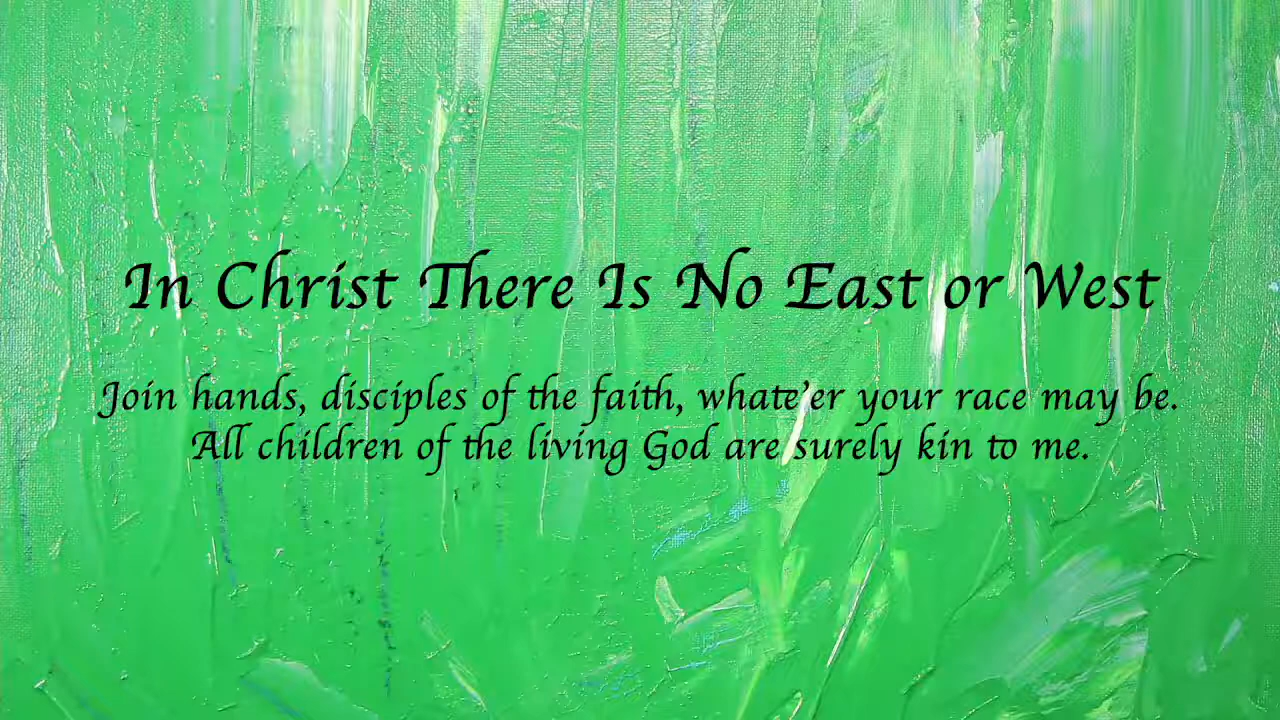 In Christ There Is No East or West
Join hands, disciples of the faith, whate'er your race may be.
All children of the living God are surely kin to me.